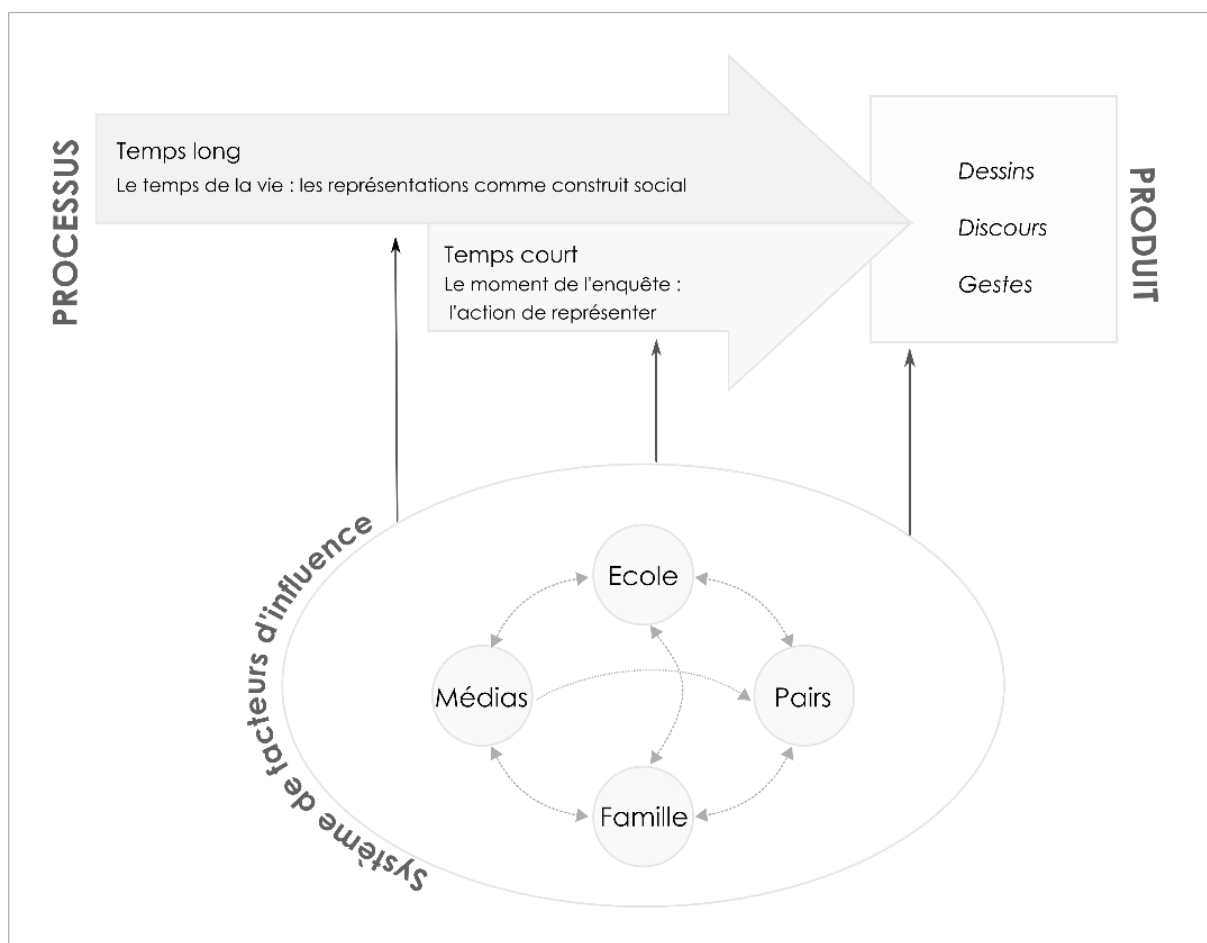 PROCESSUS
Temps long
Le temps de la vie : les représentations comme construit social
Temps court
Le moment de l'enquête :
l'action de représenter
Dessins
Discours
Gestes
PRODUIT
Système de facteurs d'influence
Ecole
Médias
Pairs
Famille